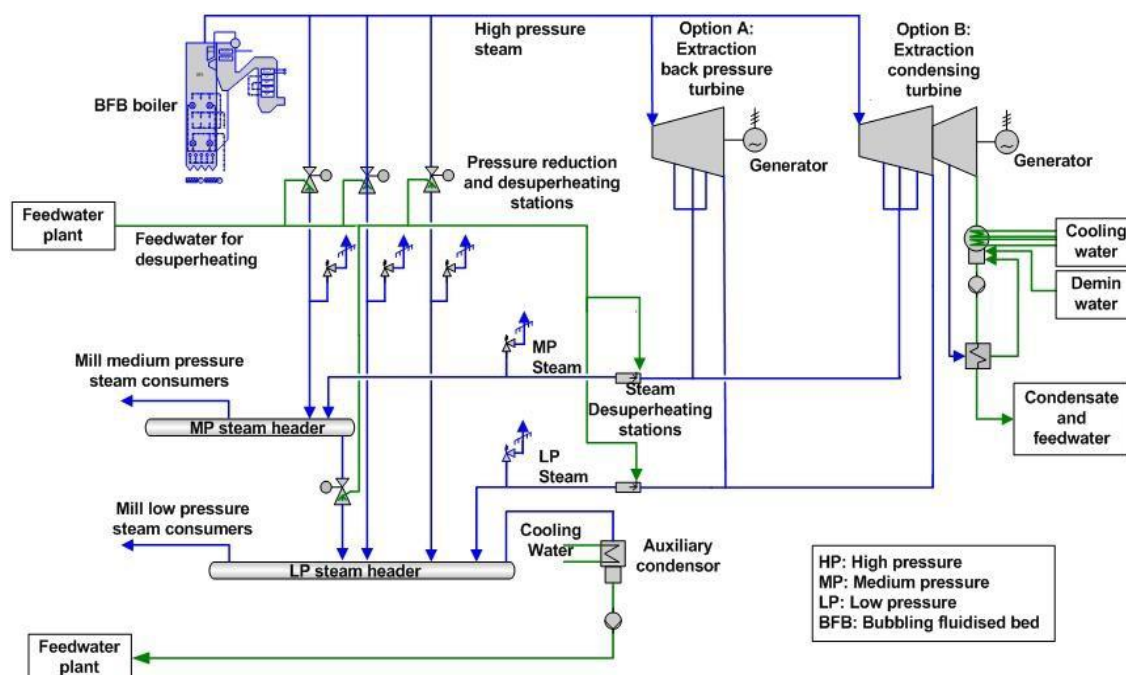 High pressure
steam
Option A:
Extraction
back pressure
turbine
Option B:
Extraction
condensing
turbine
BFB boiler
Generator
Generator
Pressure reduction
and desuperheating
stations
Feedwater
plant
Feedwater for
desuperheating
Cooling
water
Demin
water
MP
Steam
Mill medium pressure
steam consumers
Steam
Desuperheating
stations
MP steam header
Condensate
and
feedwater
LP
Steam
Mill low pressure
steam consumers
Cooling
Water
Auxiliary
condensor
LP steam header
HP: High pressure
MP: Medium pressure
LP: Low pressure
BFB: Bubbling fluidised bed
Feedwater
plant